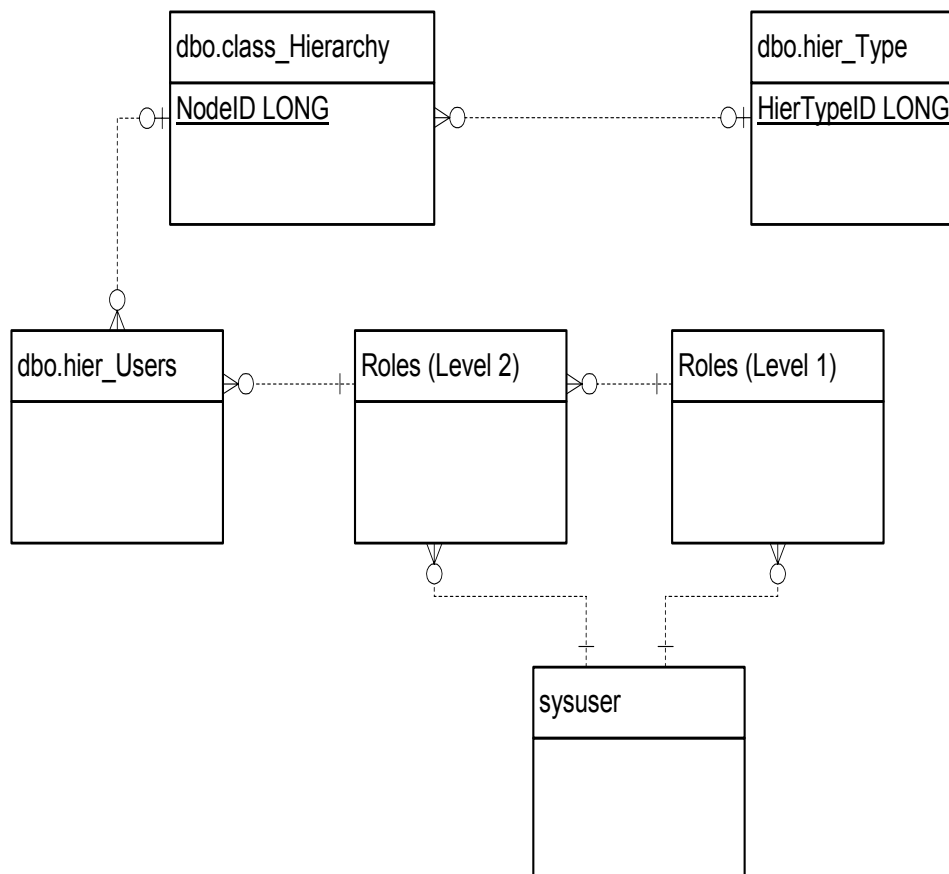 dbo.class_Hierarchy
NodeID LONG
dbo.hier_Type
HierTypeID LONG
dbo.hier_Users
Roles (Level 2)
Roles (Level 1)
sysuser